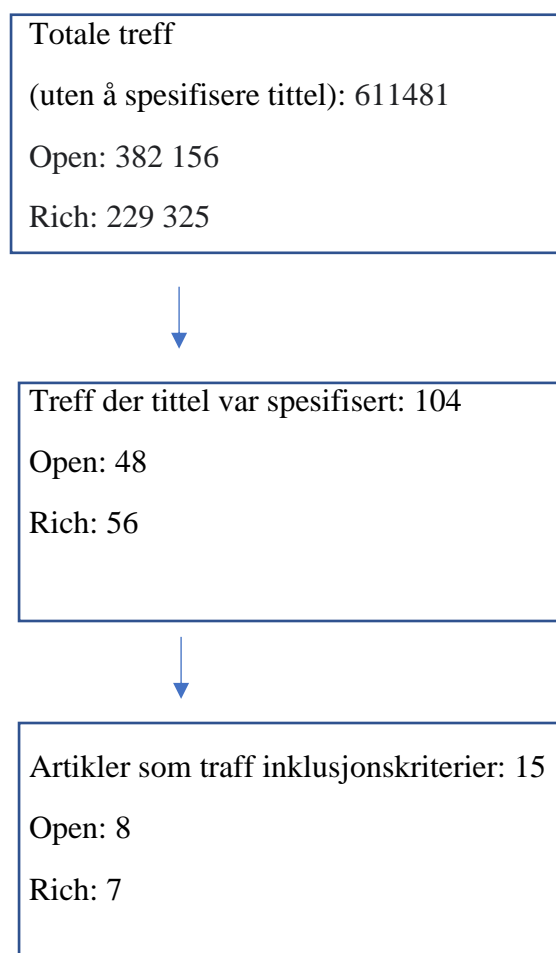 Totale treff
(uten å spesifisere tittel): 611481
Open: 382 156
Rich: 229 325
Treff der tittel var spesifisert: 104
Open: 48
Rich: 56
Artikler som traff inklusjonskriterier: 15
Open: 8
Rich: 7